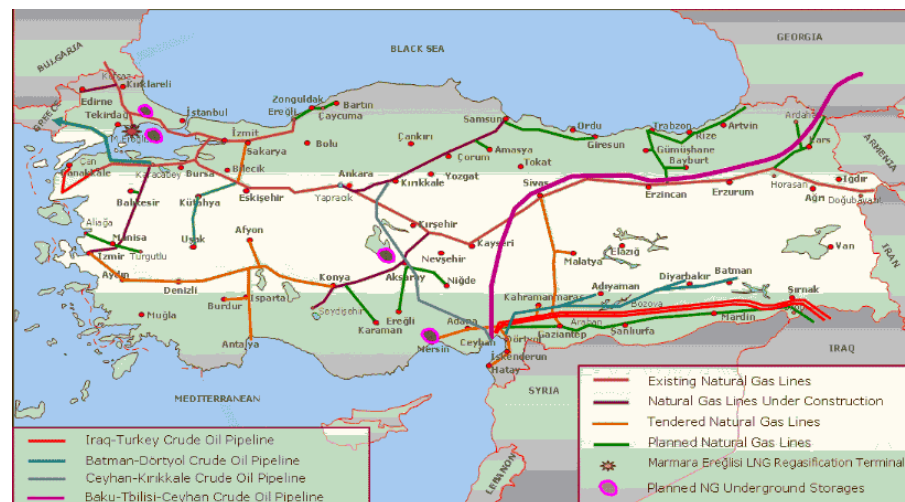 BLACK SEA
GEORGIA
BULGARIA
Kırklareli
Edirne
Tekirdağ
İstanbul
GREECE
Zonguldak
Ereğli
Bartın
Çaycuma
İzmit
Sakarya
Bolu
Çankırı
Samsun
Ordu
Giresun
Trabzon
Rize
Artvin
Ardahan
Kars
ARMENIA
Amasya
Çorum
Tokat
Gümüşhane
Bayburt
Çan
Çanakkale
Karacabey
Bursa
Bilecik
Eskişehir
Ankara
Yapracık
Kırıkkale
Yozgat
Sivas
Erzincan
Erzurum
Horasan
Ağrı
Iğdır
Doğubayazıt
Balıkesir
Kütahya
Uşak
Afyon
Kırşehir
Kayseri
Nevşehir
Aliağa
Manisa
İzmir
Turgutlu
Aydın
Denizli
Burdur
Isparta
Konya
Aksaray
Niğde
Malatya
Elazığ
Van
IRAN
Muğla
Antalya
Seydişehir
Karaman
Ereğli
Mersin
Adana
Ceyhan
Kahramanmaraş
Adıyaman
Bozova
Diyarbakır
Batman
Şırnak
Dörtyol
Gaziantep
Araban
Şanlıurfa
Mardin
İskenderun
Hatay
IRAQ
SYRIA
LEBANON
MEDITERRANEAN
Iraq-Turkey Crude Oil Pipeline
Batman-Dörtyol Crude Oil Pipeline
Ceyhan-Kırıkkale Crude Oil Pipeline
Baku-Tbilisi-Ceyhan Crude Oil Pipeline
Existing Natural Gas Lines
Natural Gas Lines Under Construction
Tendered Natural Gas Lines
Planned Natural Gas Lines
Marmara Ereğlisi LNG Regasification Terminal
Planned NG Underground Storages